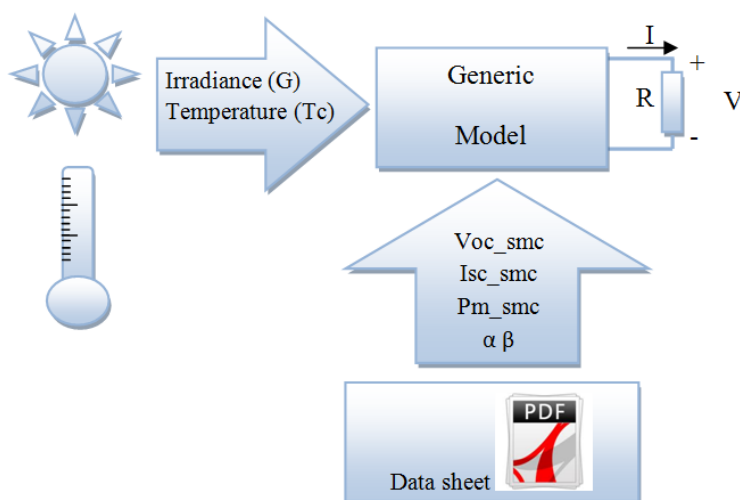 Irradiance (G)
Temperature (Tc)
Generic
Model
I
R
+
-
V
Voc_smc
Isc_smc
Pm_smc
α β
PDF
Data sheet